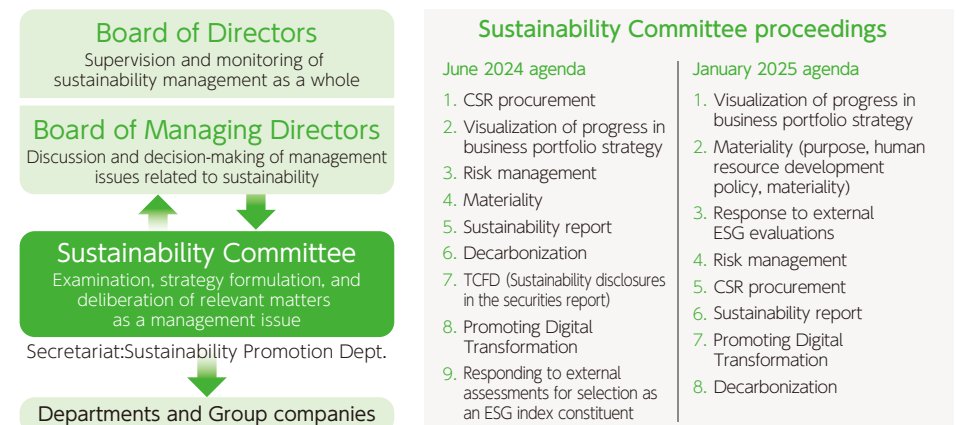 Board of Directors
Supervision and monitoring of
sustainability management as a whole
Board of Managing Directors
Discussion and decision-making of management
issues related to sustainability
Sustainability Committee
Examination, strategy formulation, and
deliberation of relevant matters
as a management issue
Secretariat:Sustainability Promotion Dept.
Departments and Group companies
Sustainability Committee proceedings
June 2024 agenda
1. CSR procurement
2. Visualization of progress in
business portfolio strategy
3. Risk management
4. Materiality
5. Sustainability report
6. Decarbonization
7. TCFD (Sustainability disclosures
in the securities report)
8. Promoting Digital
Transformation
9. Responding to external
assessments for selection as
an ESG index constituent
January 2025 agenda
1. Visualization of progress in
business portfolio strategy
2. Materiality (purpose, human
resource development
policy, materiality)
3. Response to external
ESG evaluations
4. Risk management
5. CSR procurement
6. Sustainability report
7. Promoting Digital
Transformation
8. Decarbonization